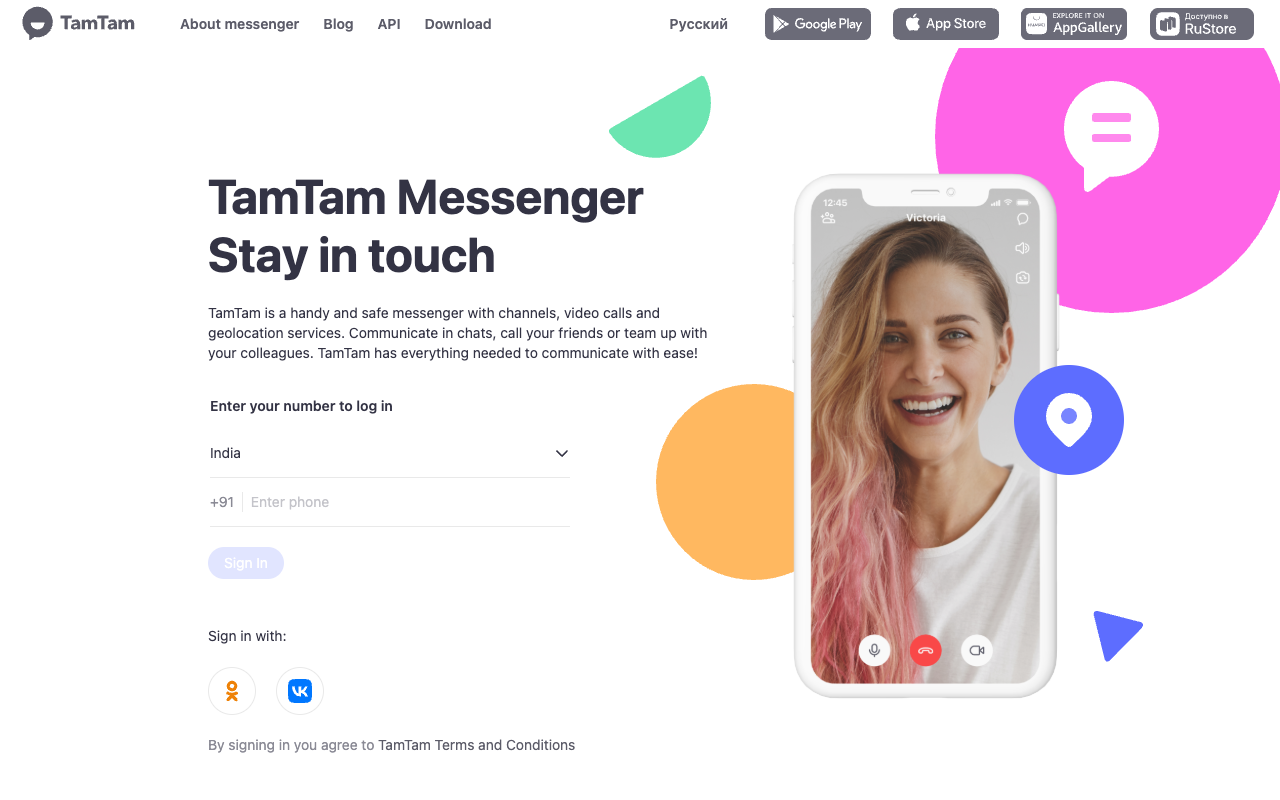 TamTam
About messenger
Blog
API
Download
Русский
Google Play
App Store
EXPLORE IT ON
AppGallery
Доступно в
RuStore
TamTam Messenger
Stay in touch
TamTam is a handy and safe messenger with channels, video calls and
geolocation services. Communicate in chats, call your friends or team up with
your colleagues. TamTam has everything needed to communicate with ease!
Enter your number to log in
India
+91
Enter phone
Sign In
Sign in with:
By signing in you agree to TamTam Terms and Conditions
12:45
Victoria